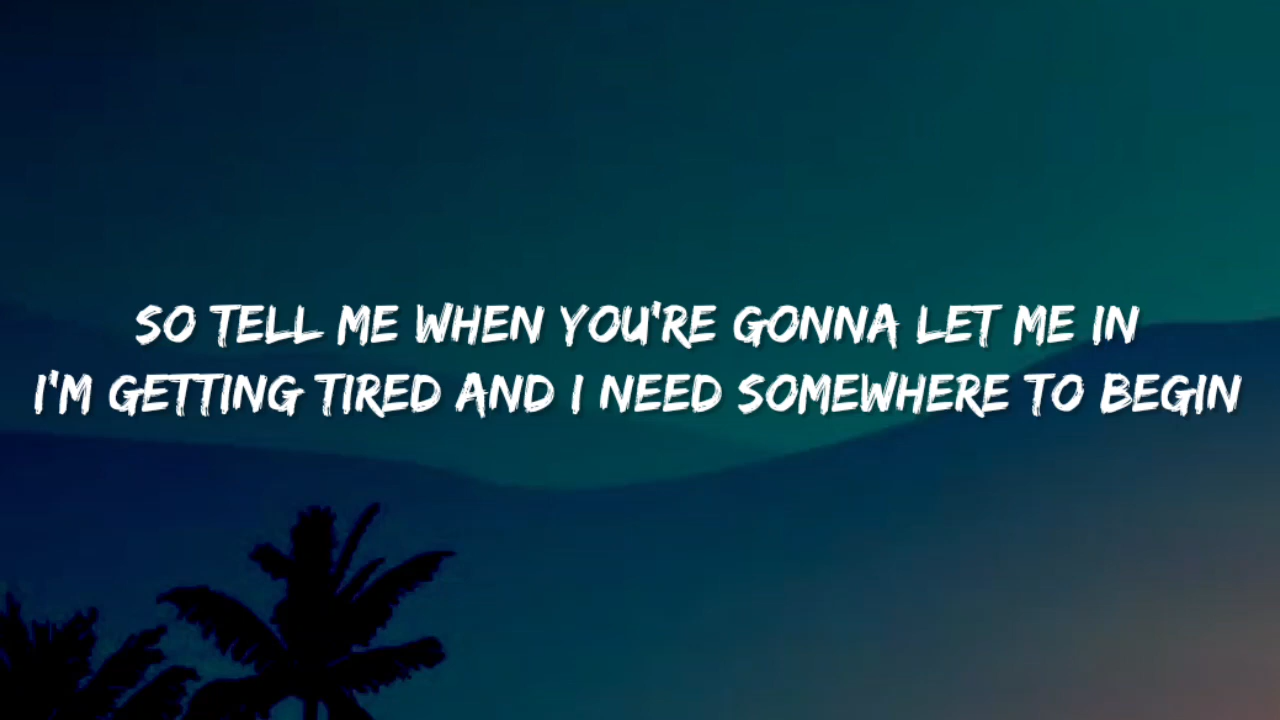 SO TELL ME WHEN YOU'RE GONNA LET ME IN
I'M GETTING TIRED AND I NEED SOMEWHERE TO BEGIN